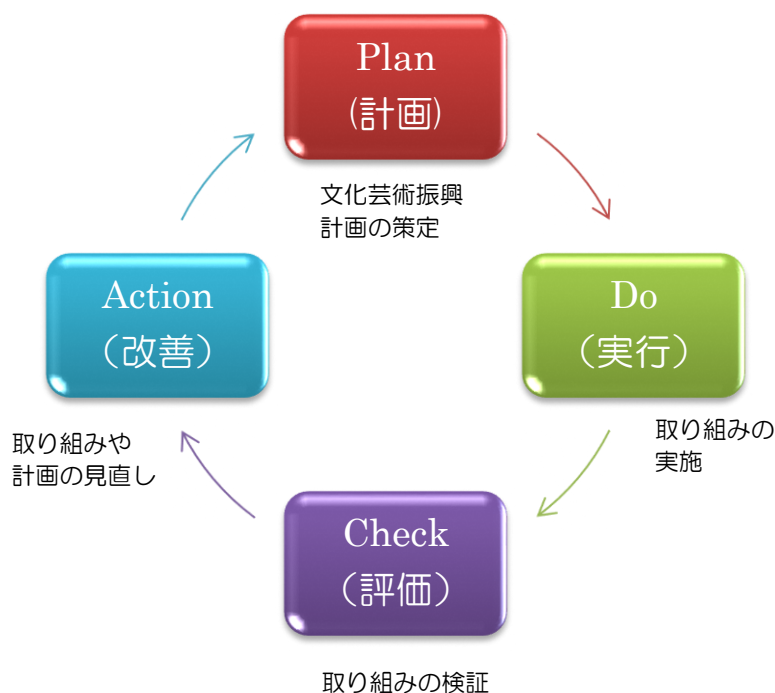 Plan
(計画)
文化芸術振興
計画の策定
Do
（実行）
取り組みの
実施
Check
（評価）
取り組みの検証
Action
（改善）
取り組みや
計画の見直し